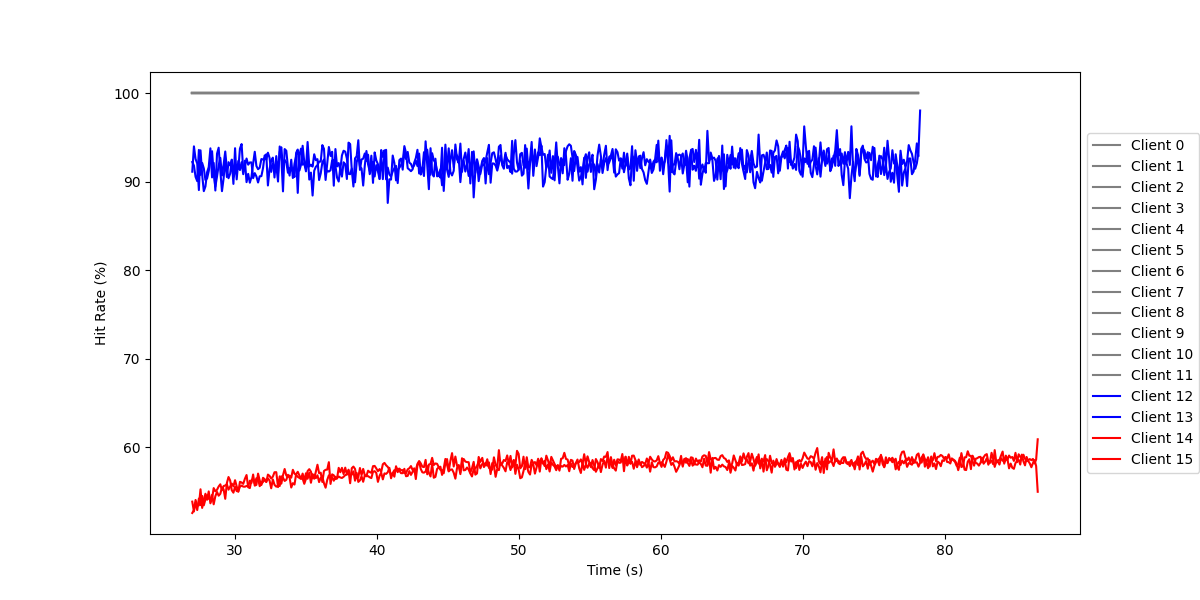 100
90
80
70
60
Hit Rate (%)
30
40
50
60
70
80
Time (s)
Client 0
Client 1
Client 2
Client 3
Client 4
Client 5
Client 6
Client 7
Client 8
Client 9
Client 10
Client 11
Client 12
Client 13
Client 14
Client 15